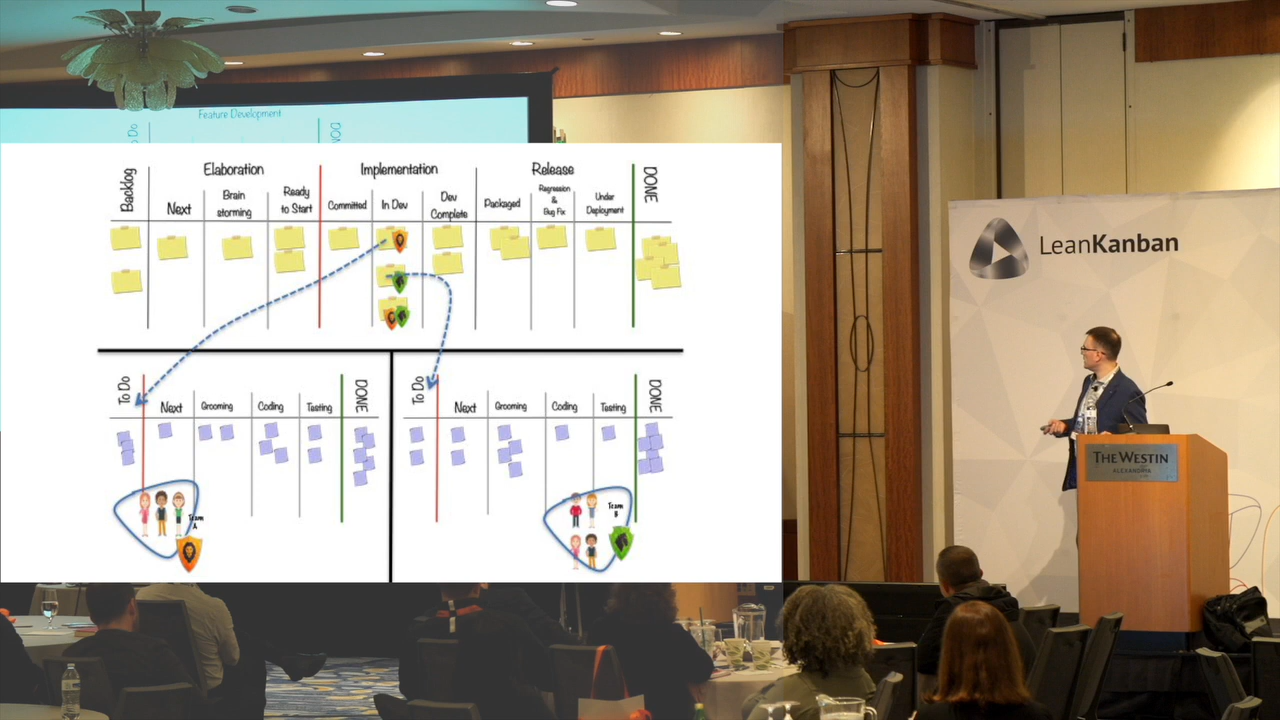 Feature Development
To Do
DON
Elaboration
Implementation
Release
Backlog
Next
Brain
storming
Ready
to Start
Committed
In Dev
Dev
Complete
Packaged
Regression
&
Bug Fix
Under
Deployment
DONE
To Do
Next
Grooming
Coding
Testing
DONE
To Do
Next
Grooming
Coding
Testing
DONE
Team
A
Team
B
LeanKanban
THE WESTIN
ALEXANDRIA